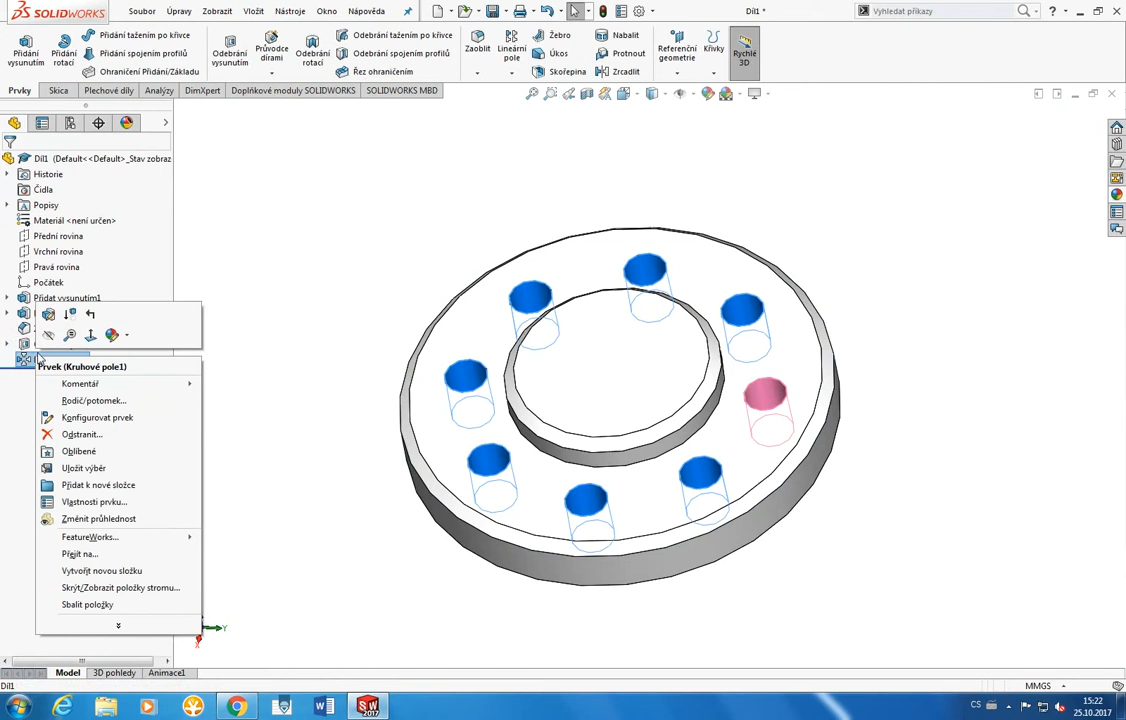 SOLIDWORKS Soubor Úpravy Zobrazit Vložit Nástroje Okno Nápověda Díl1 * Vyhledat příkazy ?
Přidání vysunutím
Přidání rotací
Přidání tažením po křivce
Přidání spojením profilů
Ohraničení Přidání/Základu
Odebrání vysunutím
Průvodce dírami
Odebrání rotací
Odebrání tažením po křivce
Odebrání spojením profilů
Řez ohraničením
Zaoblit
Lineární pole
Žebro
Úkos
Skořepina
Nabalit
Protnout
Zrcadlit
Referenční geometrie
Křivky
Rychlé 3D
Prvky Skica Plechové díly Analýzy DimXpert Doplňkové moduly SOLIDWORKS SOLIDWORKS MBD
Díl1 (Default<<Default>_Stav zobraz
Historie
Čidla
Popisy
Materiál <není určen>
Přední rovina
Vrchní rovina
Pravá rovina
Počátek
Přidat vysunutím1
Prvek (Kruhové pole1)
Komentář
Rodič/potomek...
Konfigurovat prvek
Odstranit...
Oblíbené
Uložit výběr
Přidat k nové složce
Vlastnosti prvku...
Změnit průhlednost
FeatureWorks...
Přejít na...
Vytvořit novou složku
Skrýt/Zobrazit položky stromu...
Sbalit položky
Y
X
Model 3D pohledy Animace1
Díl1 MMGS
CS 15:22
25.10.2017
SW
2017